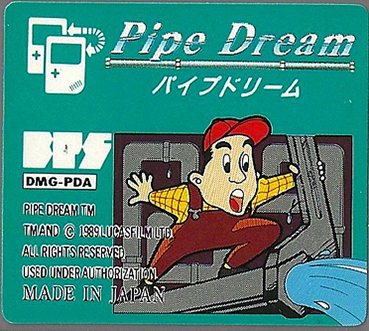 Pipe Dream
パイプドリーム
BPS
DMG-PDA
PIPE DREAM TM
TM AND © 1989 LUCASFILM LTD.
ALL RIGHTS RESERVED
USED UNDER AUTHORIZATION
MADE IN JAPAN